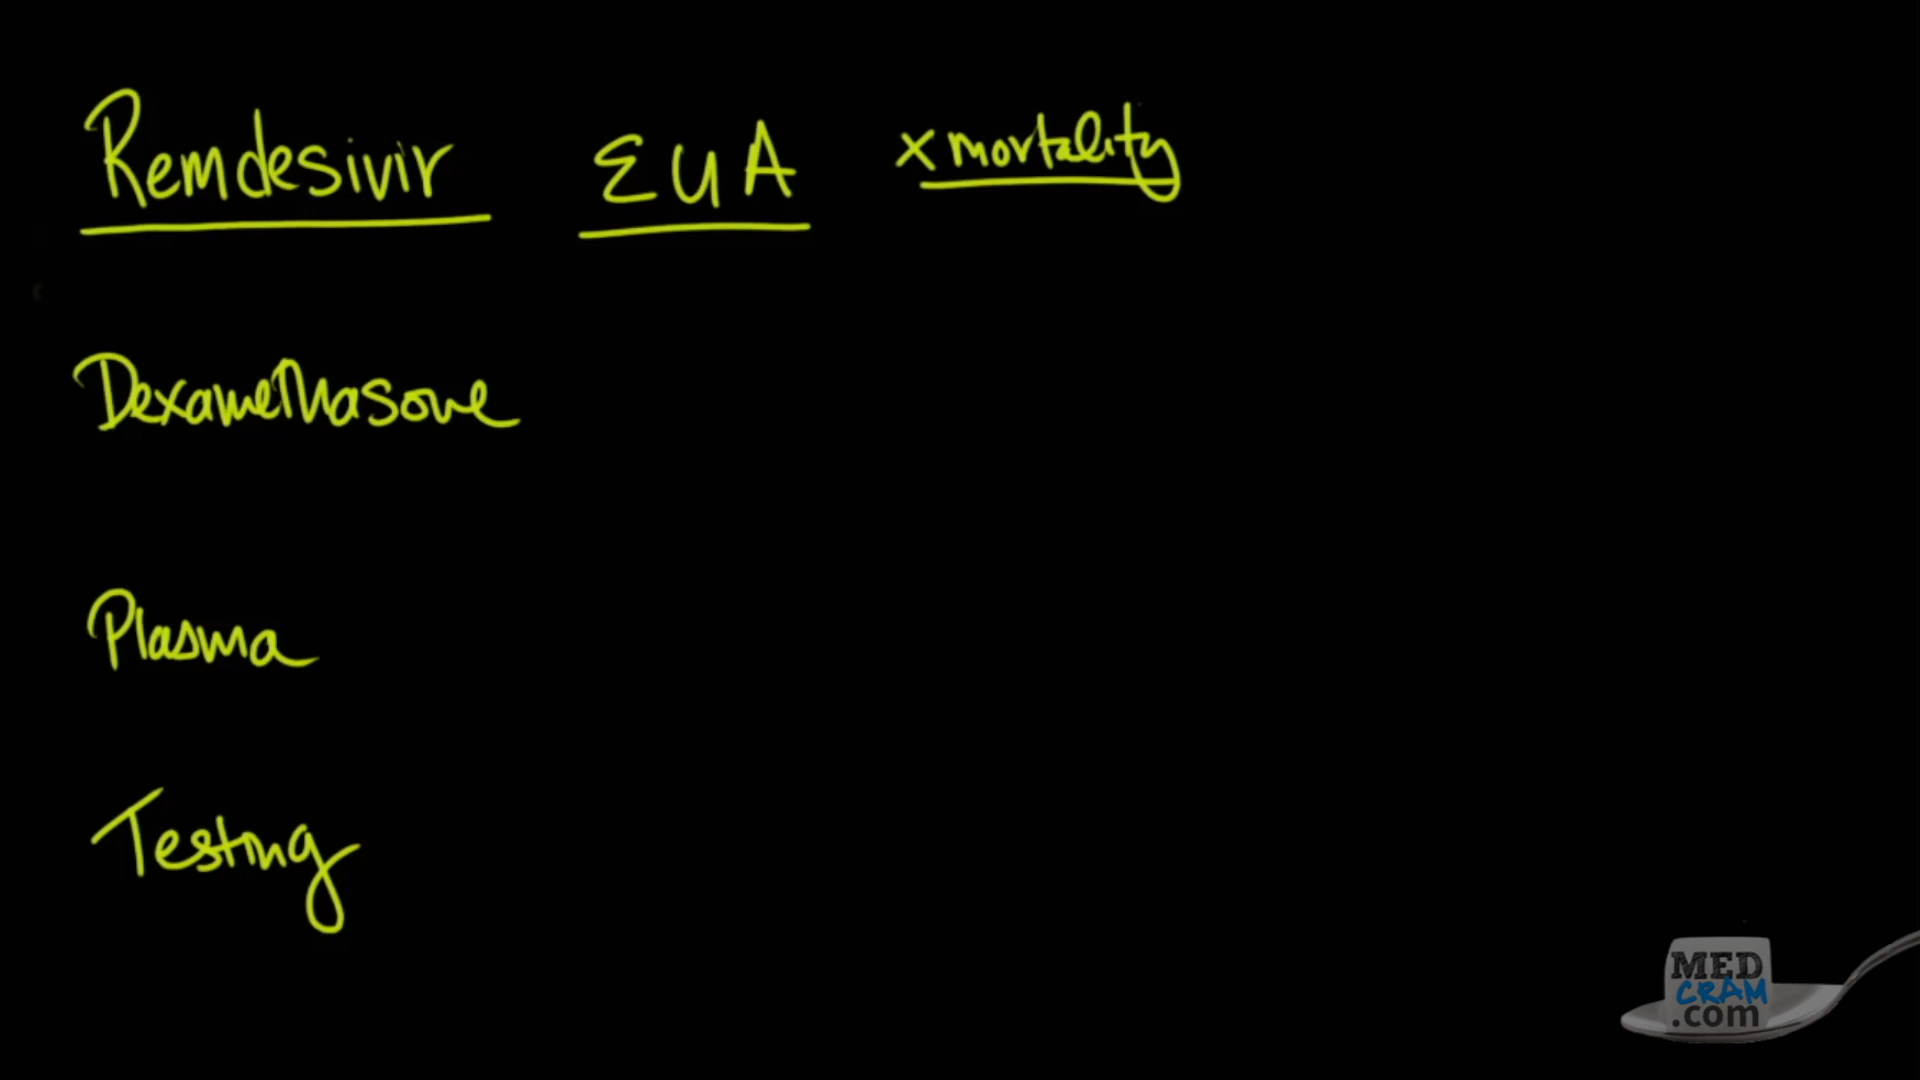 Remdesivir EUA x mortality
Dexamethasone
Plasma
Testing
MED
CRAM
.com